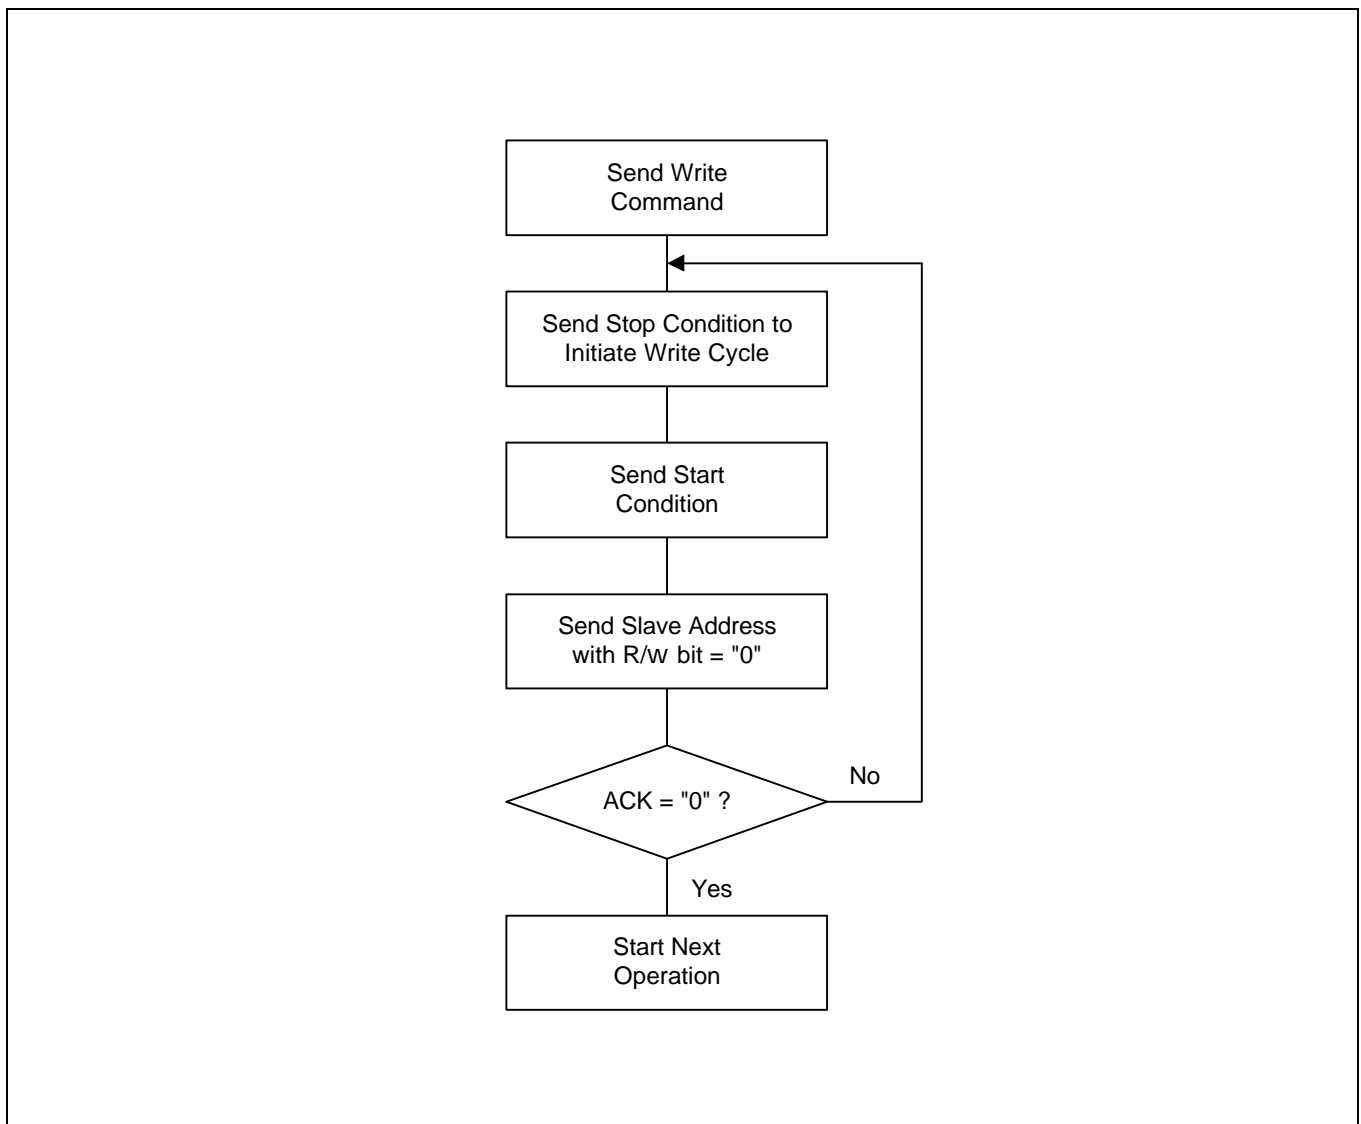 Send Write
Command
Send Stop Condition to
Initiate Write Cycle
Send Start
Condition
Send Slave Address
with R/w bit = "0"
ACK = "0" ?
No
Yes
Start Next
Operation